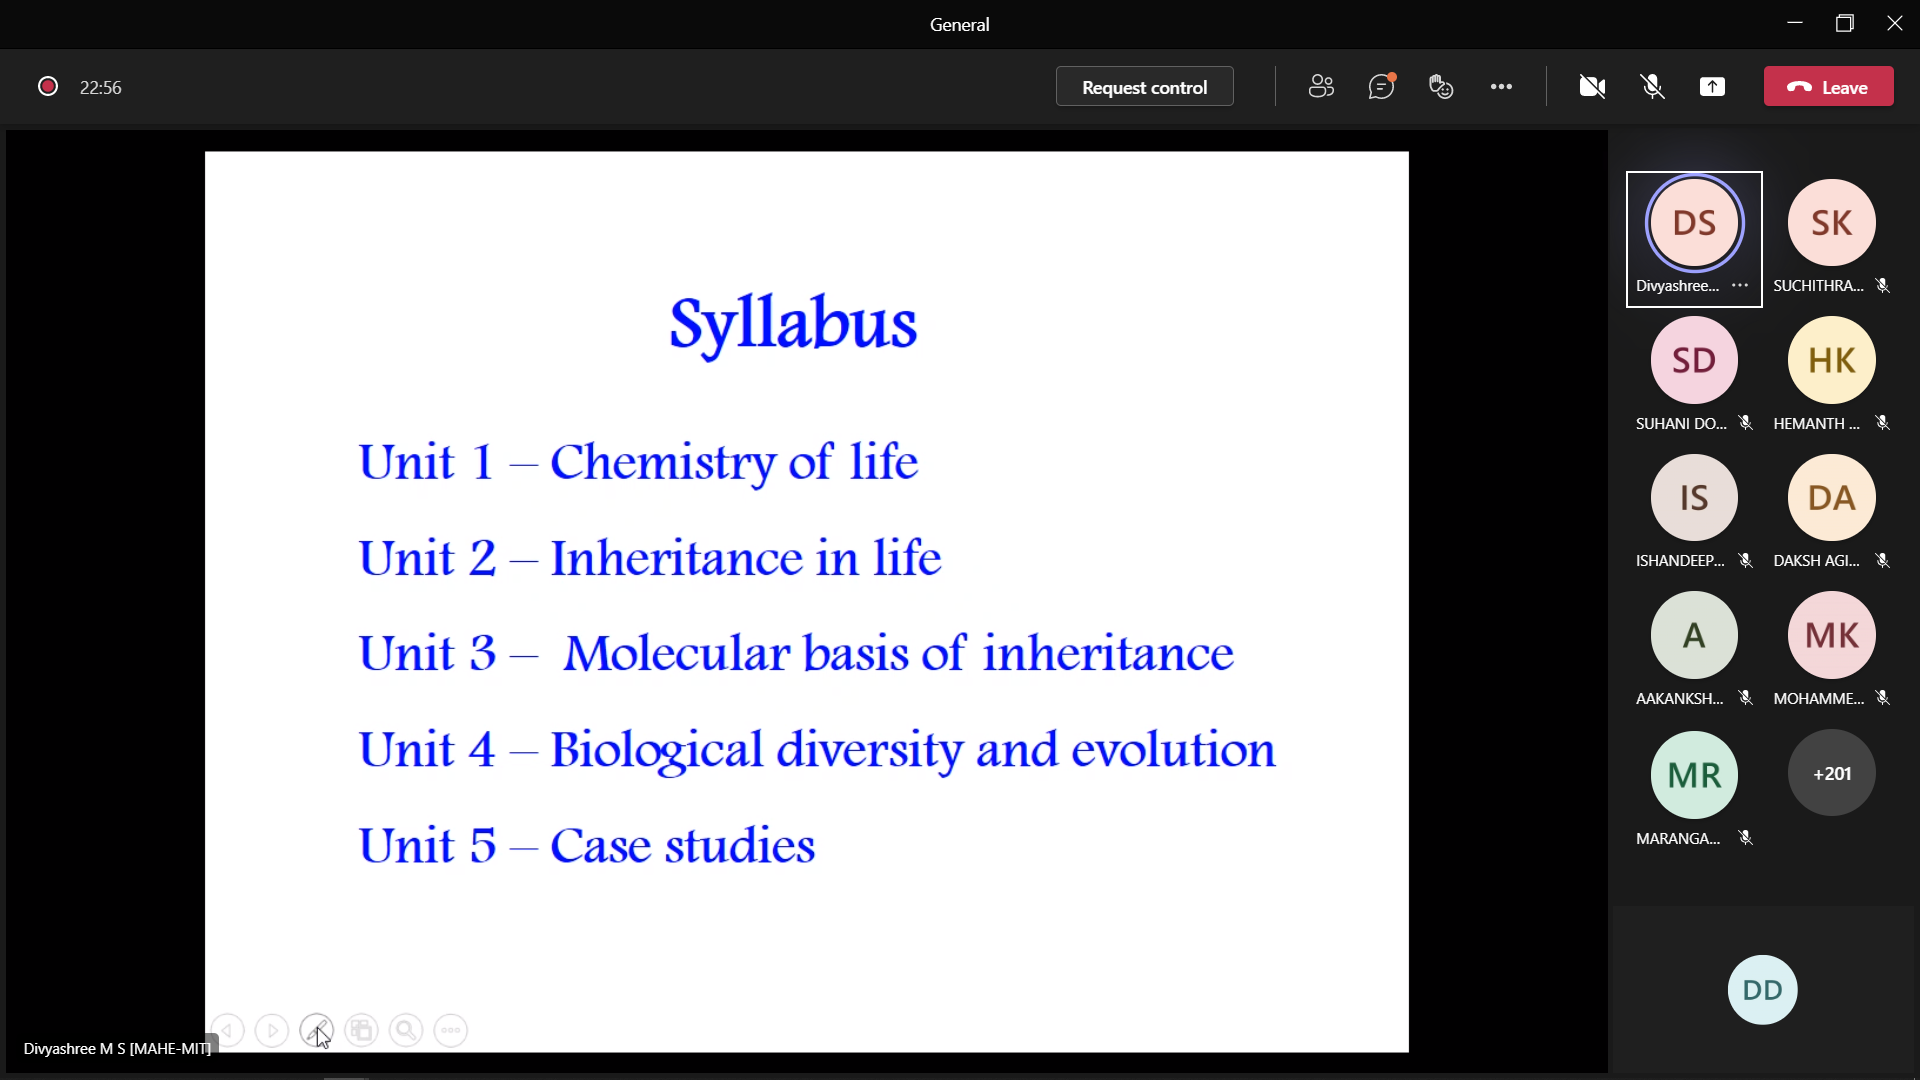 General
22:56
Request control
Leave
Syllabus
Unit 1 – Chemistry of life
Unit 2 – Inheritance in life
Unit 3 – Molecular basis of inheritance
Unit 4 – Biological diversity and evolution
Unit 5 – Case studies
Divyashree M S [MAHE-MIT]
DS
Divyashree...
SK
SUCHITHRA...
SD
SUHANI DO...
HK
HEMANTH ...
IS
ISHANDEEP...
DA
DAKSH AGI...
A
AAKANKSH...
MK
MOHAMME...
MR
MARANGA...
+201
DD